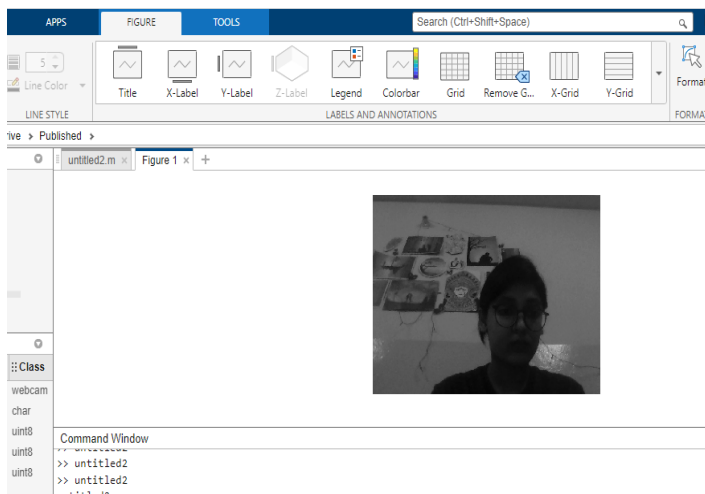 APPS FIGURE TOOLS Search (Ctrl+Shift+Space)
5
Line Color
Title X-Label Y-Label Z-Label Legend Colorbar Grid Remove G... X-Grid Y-Grid Format
LINE STYLE LABELS AND ANNOTATIONS FORMA
rive > Published >
untitled2.m × Figure 1 × +
Class
webcam
char
uint8
uint8
uint8
Command Window
>> untitled2
>> untitled2
>> untitled2